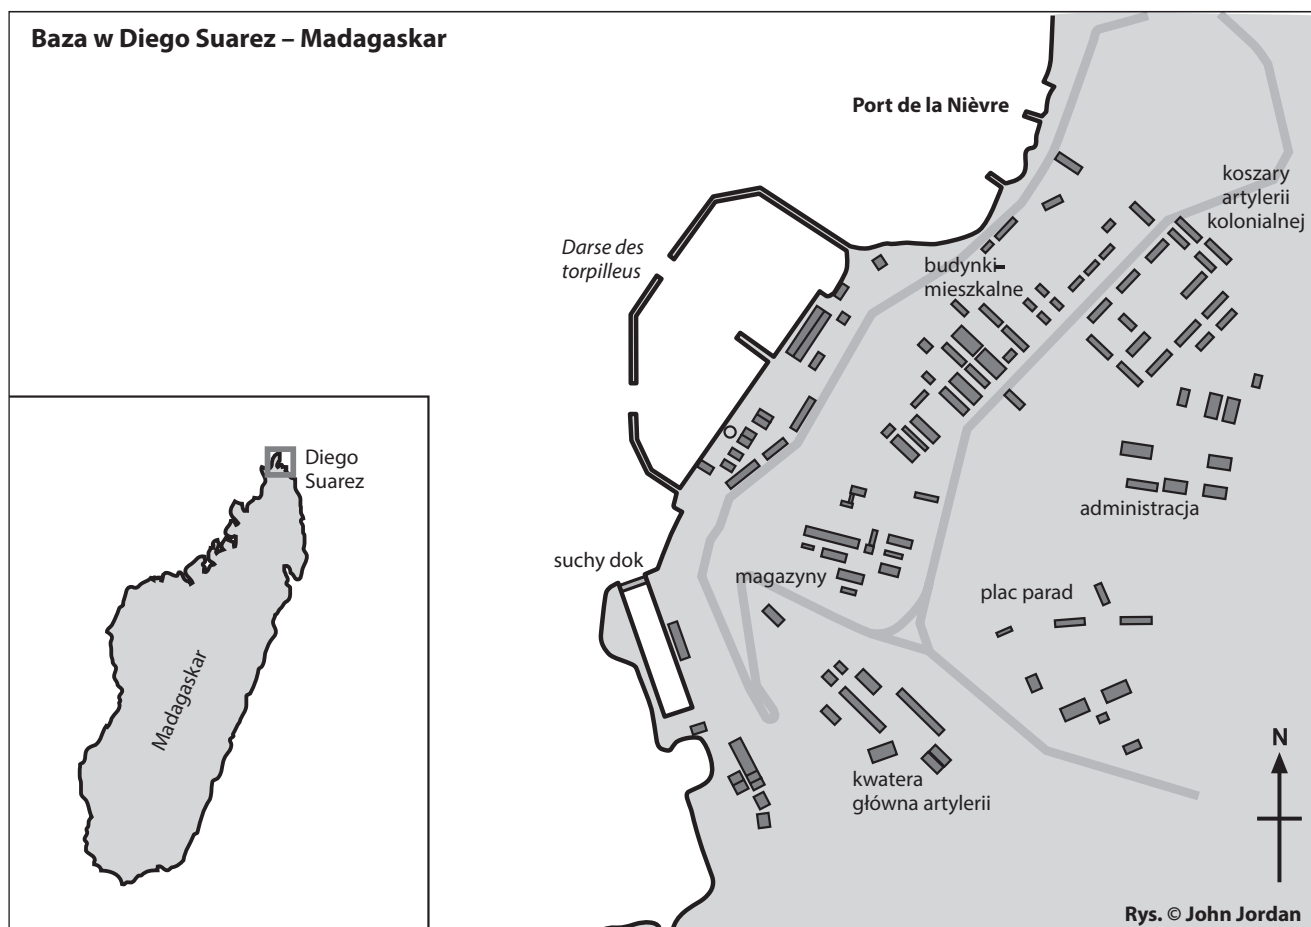 Baza w Diego Suarez – Madagaskar
Port de la Nièvre
koszary
artylerii
kolonialnej
Darse des
torpilleus
budynki
mieszkalne
Diego
Suarez
administracja
suchy dok
magazyny
plac parad
Madagaskar
N
kwatera
główna artylerii
Rys. © John Jordan